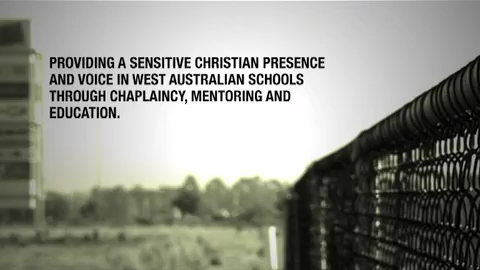 PROVIDING A SENSITIVE CHRISTIAN PRESENCE
AND VOICE IN WEST AUSTRALIAN SCHOOLS
THROUGH CHAPLAINCY, MENTORING AND
EDUCATION.